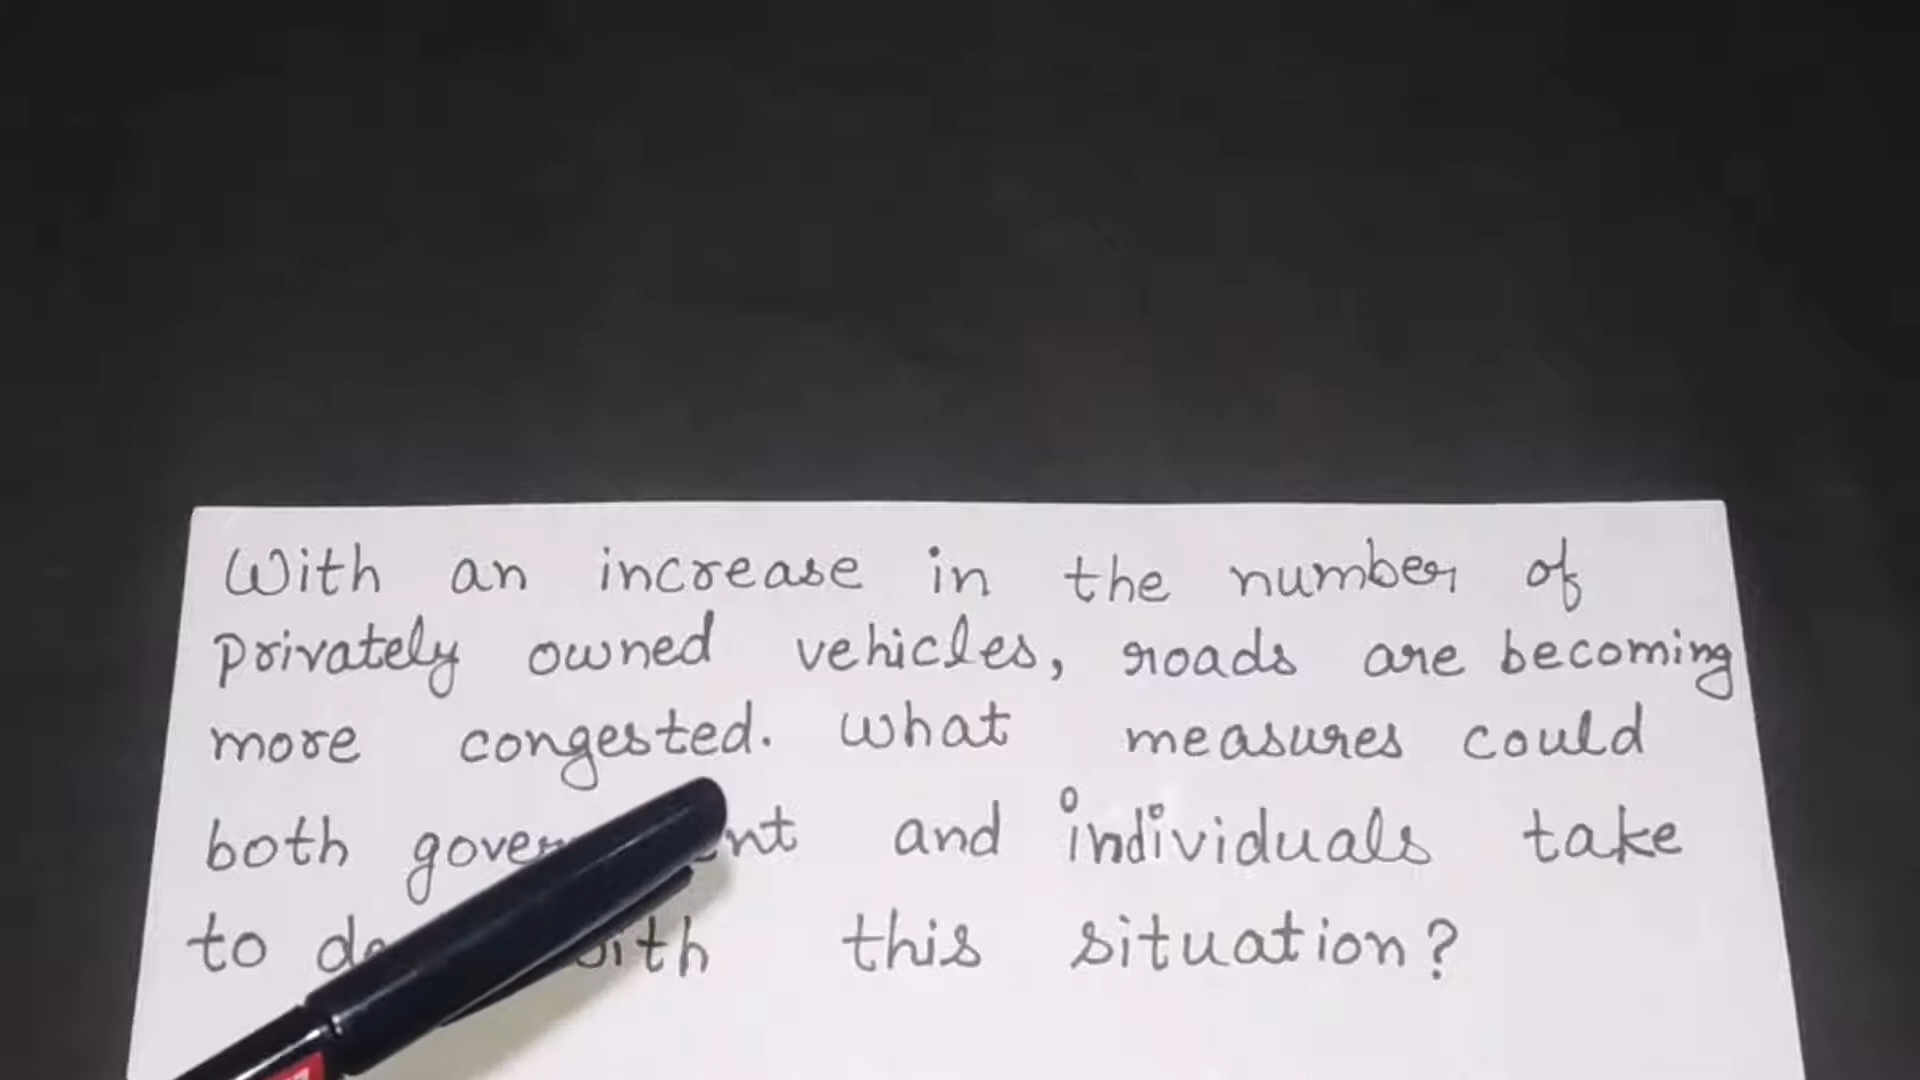 With an increase in the number of
privately owned vehicles, roads are becoming
more congested. What measures could
both and individuals take
to this situation?